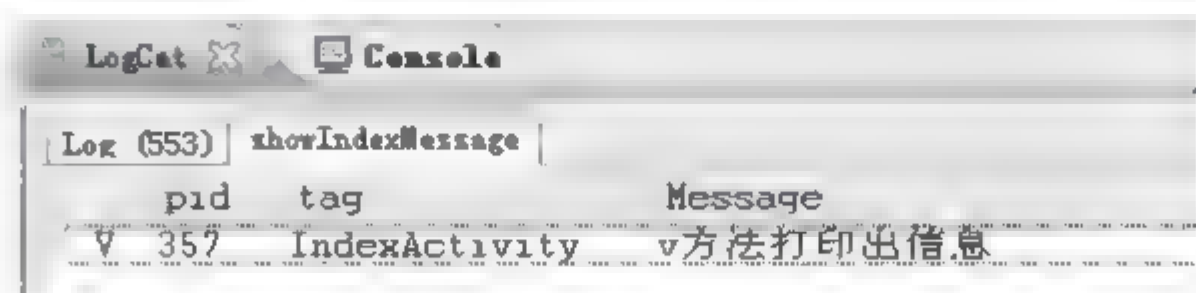 LogCat Console
Log (553) showIndexMessage
pid tag Message
V 357 IndexActivity v方法打印出信息